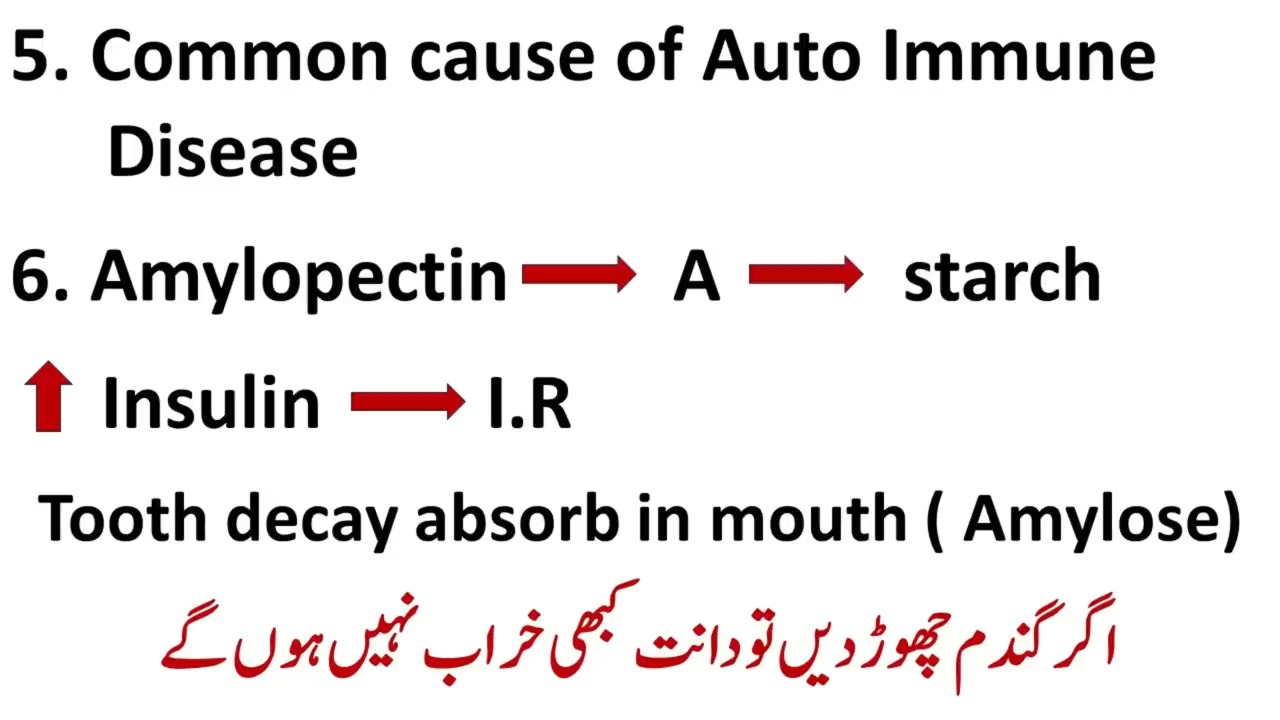 5. Common cause of Auto Immune
Disease
6. Amylopectin A starch
Insulin I.R
Tooth decay absorb in mouth ( Amylose)
اگر گندم چھوڑ دیں تو دانت کبھی خراب نہیں ہوں گے